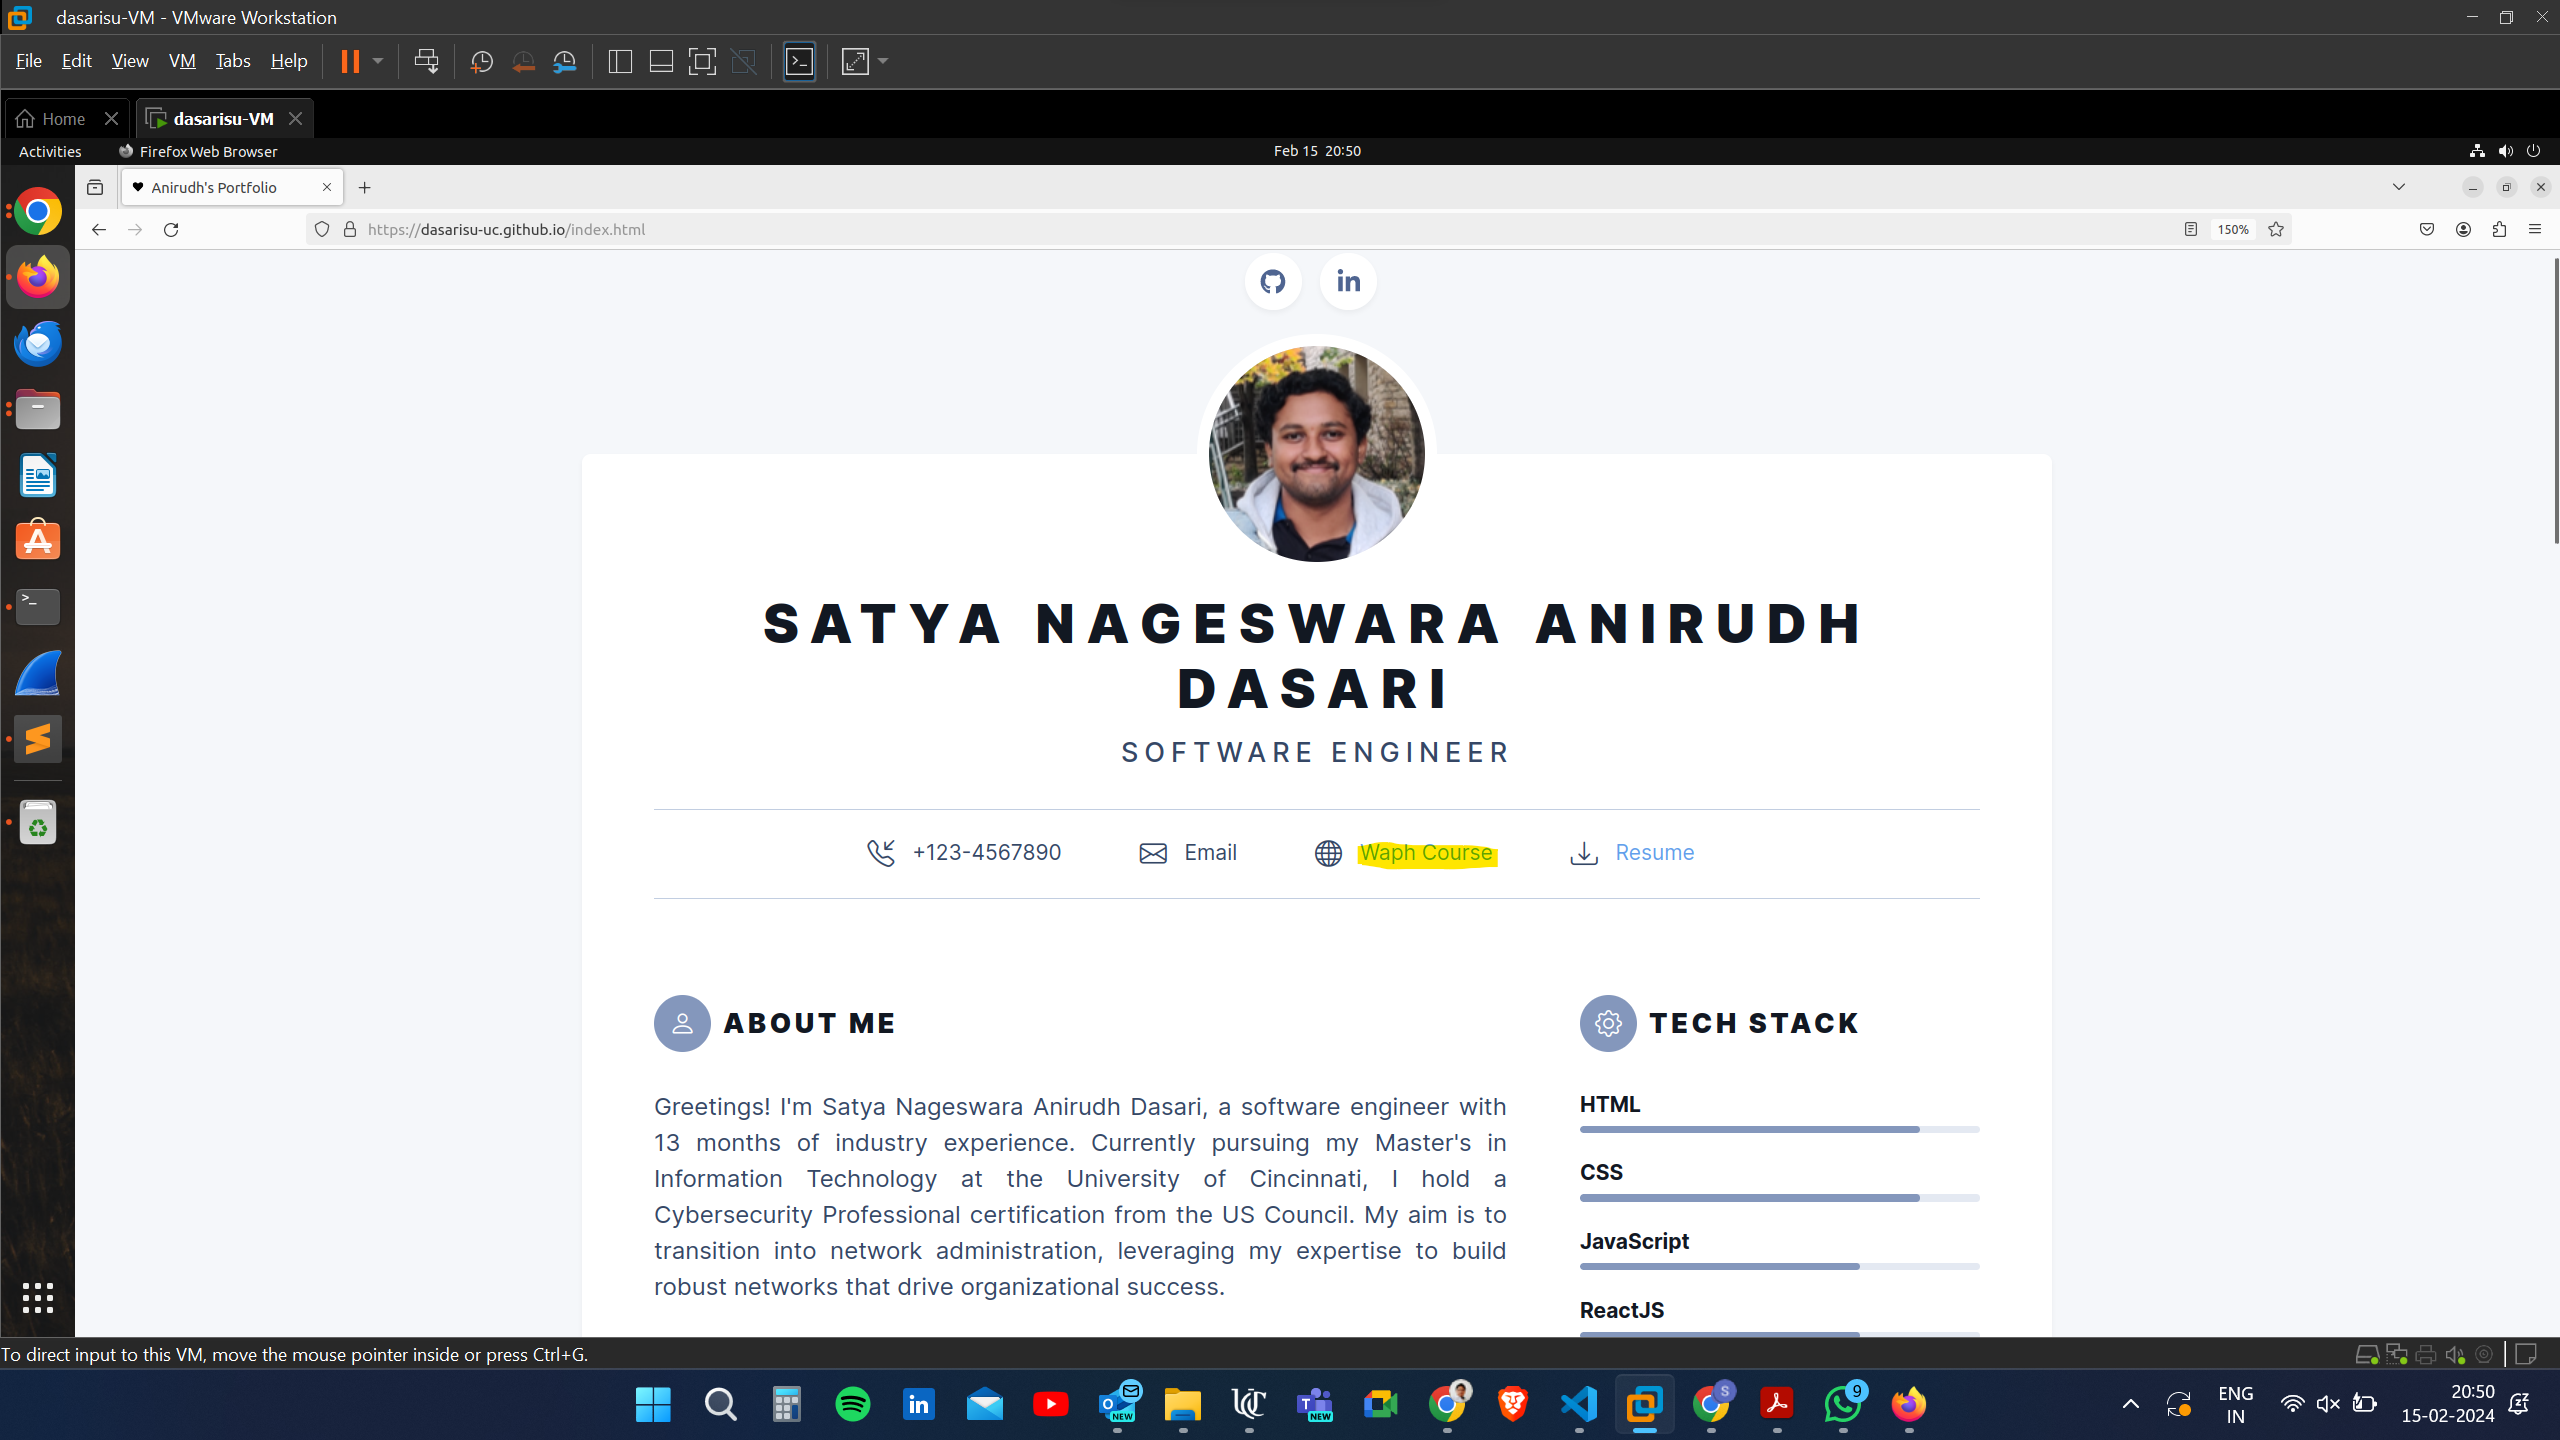 dasarisu-VM - VMware Workstation
File Edit View VM Tabs Help
Home dasarisu-VM
Activities Firefox Web Browser Feb 15 20:50
Anirudh's Portfolio
https://dasarisu-uc.github.io/index.html 150%
SATYA NAGESWARA ANIRUDH
DASARI
SOFTWARE ENGINEER
+123-4567890 Email Waph Course Resume
ABOUT ME
Greetings! I'm Satya Nageswara Anirudh Dasari, a software engineer with
13 months of industry experience. Currently pursuing my Master's in
Information Technology at the University of Cincinnati, I hold a
Cybersecurity Professional certification from the US Council. My aim is to
transition into network administration, leveraging my expertise to build
robust networks that drive organizational success.
TECH STACK
HTML
CSS
JavaScript
ReactJS
To direct input to this VM, move the mouse pointer inside or press Ctrl+G.
NEW
NEW
S
9
ENG
IN
20:50
15-02-2024